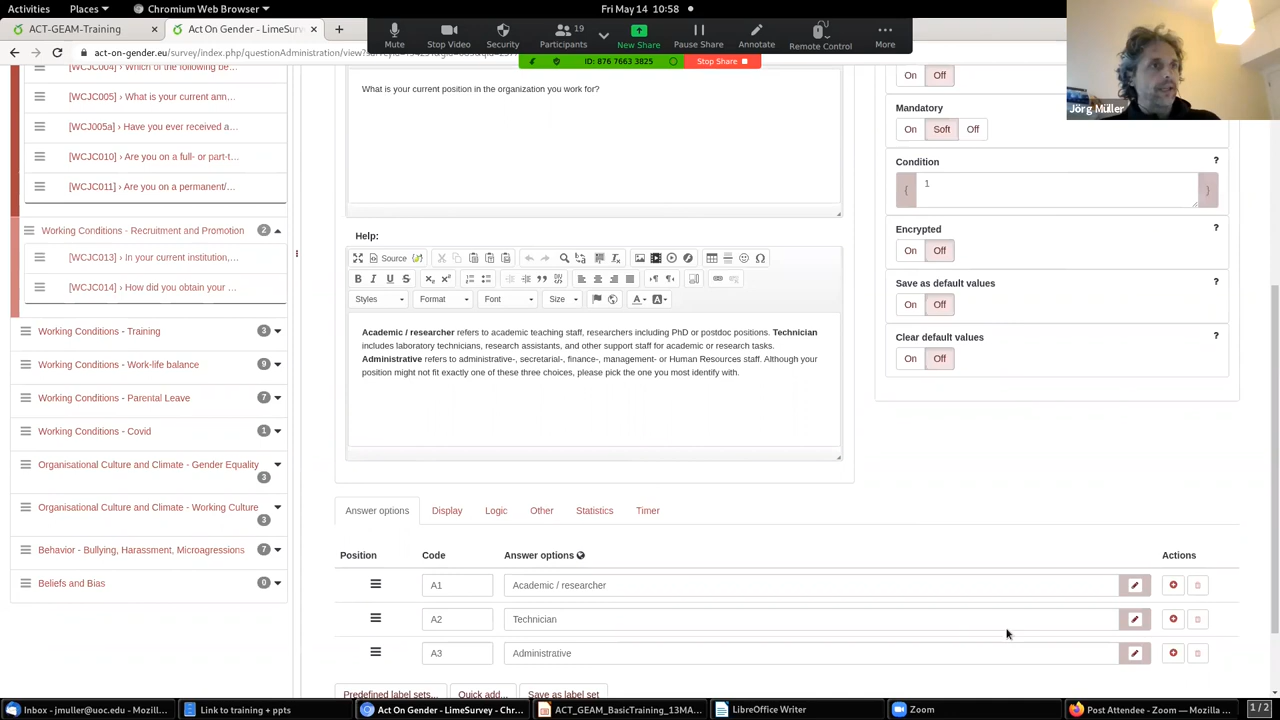 Activities Places Chromium Web Browser Fri May 14 10:58
ACT-GEAM-Training × Act On Gender - LimeSurv × +
act-on-gender.eu/survey/index.php/questionAdministration/view?
Mute Stop Video Security Participants 19 New Share Pause Share Annotate Remote Control More
ID: 876 7663 3825 Stop Share
Jörg Müller
[WCJC004] › Which of the following be…
[WCJC005] › What is your current ann…
[WCJC005a] › Have you ever received a…
[WCJC010] › Are you on a full- or part-t…
[WCJC011] › Are you on a permanent/…
Working Conditions - Recruitment and Promotion 2
[WCJC013] › In your current institution,…
[WCJC014] › How did you obtain your …
Working Conditions - Training 3
Working Conditions - Work-life balance 9
Working Conditions - Parental Leave 7
Working Conditions - Covid 1
Organisational Culture and Climate - Gender Equality
3
Organisational Culture and Climate - Working Culture
3
Behavior - Bullying, Harassment, Microagressions 7
Beliefs and Bias 0
What is your current position in the organization you work for?
Help:
Source
B I U S
Styles Format Font Size A A
Academic / researcher refers to academic teaching staff, researchers including PhD or postdoc positions. Technician
includes laboratory technicians, research assistants, and other support staff for academic or research tasks.
Administrative refers to administrative-, secretarial-, finance-, management- or Human Resources staff. Although your
position might not fit exactly one of these three choices, please pick the one you most identify with.
On Off
Mandatory
On Soft Off
Condition ?
{ 1 }
Encrypted ?
On Off
Save as default values ?
On Off
Clear default values ?
On Off
Answer options Display Logic Other Statistics Timer
Position Code Answer options Actions
A1 Academic / researcher
A2 Technician
A3 Administrative
Predefined label sets... Quick add... Save as label set
Inbox - jmuller@uoc.edu - Mozill… Link to training + ppts Act On Gender - LimeSurvey - Chr… ACT_GEAM_BasicTraining_13MA… LibreOffice Writer Zoom Post Attendee - Zoom — Mozilla … 1 / 2